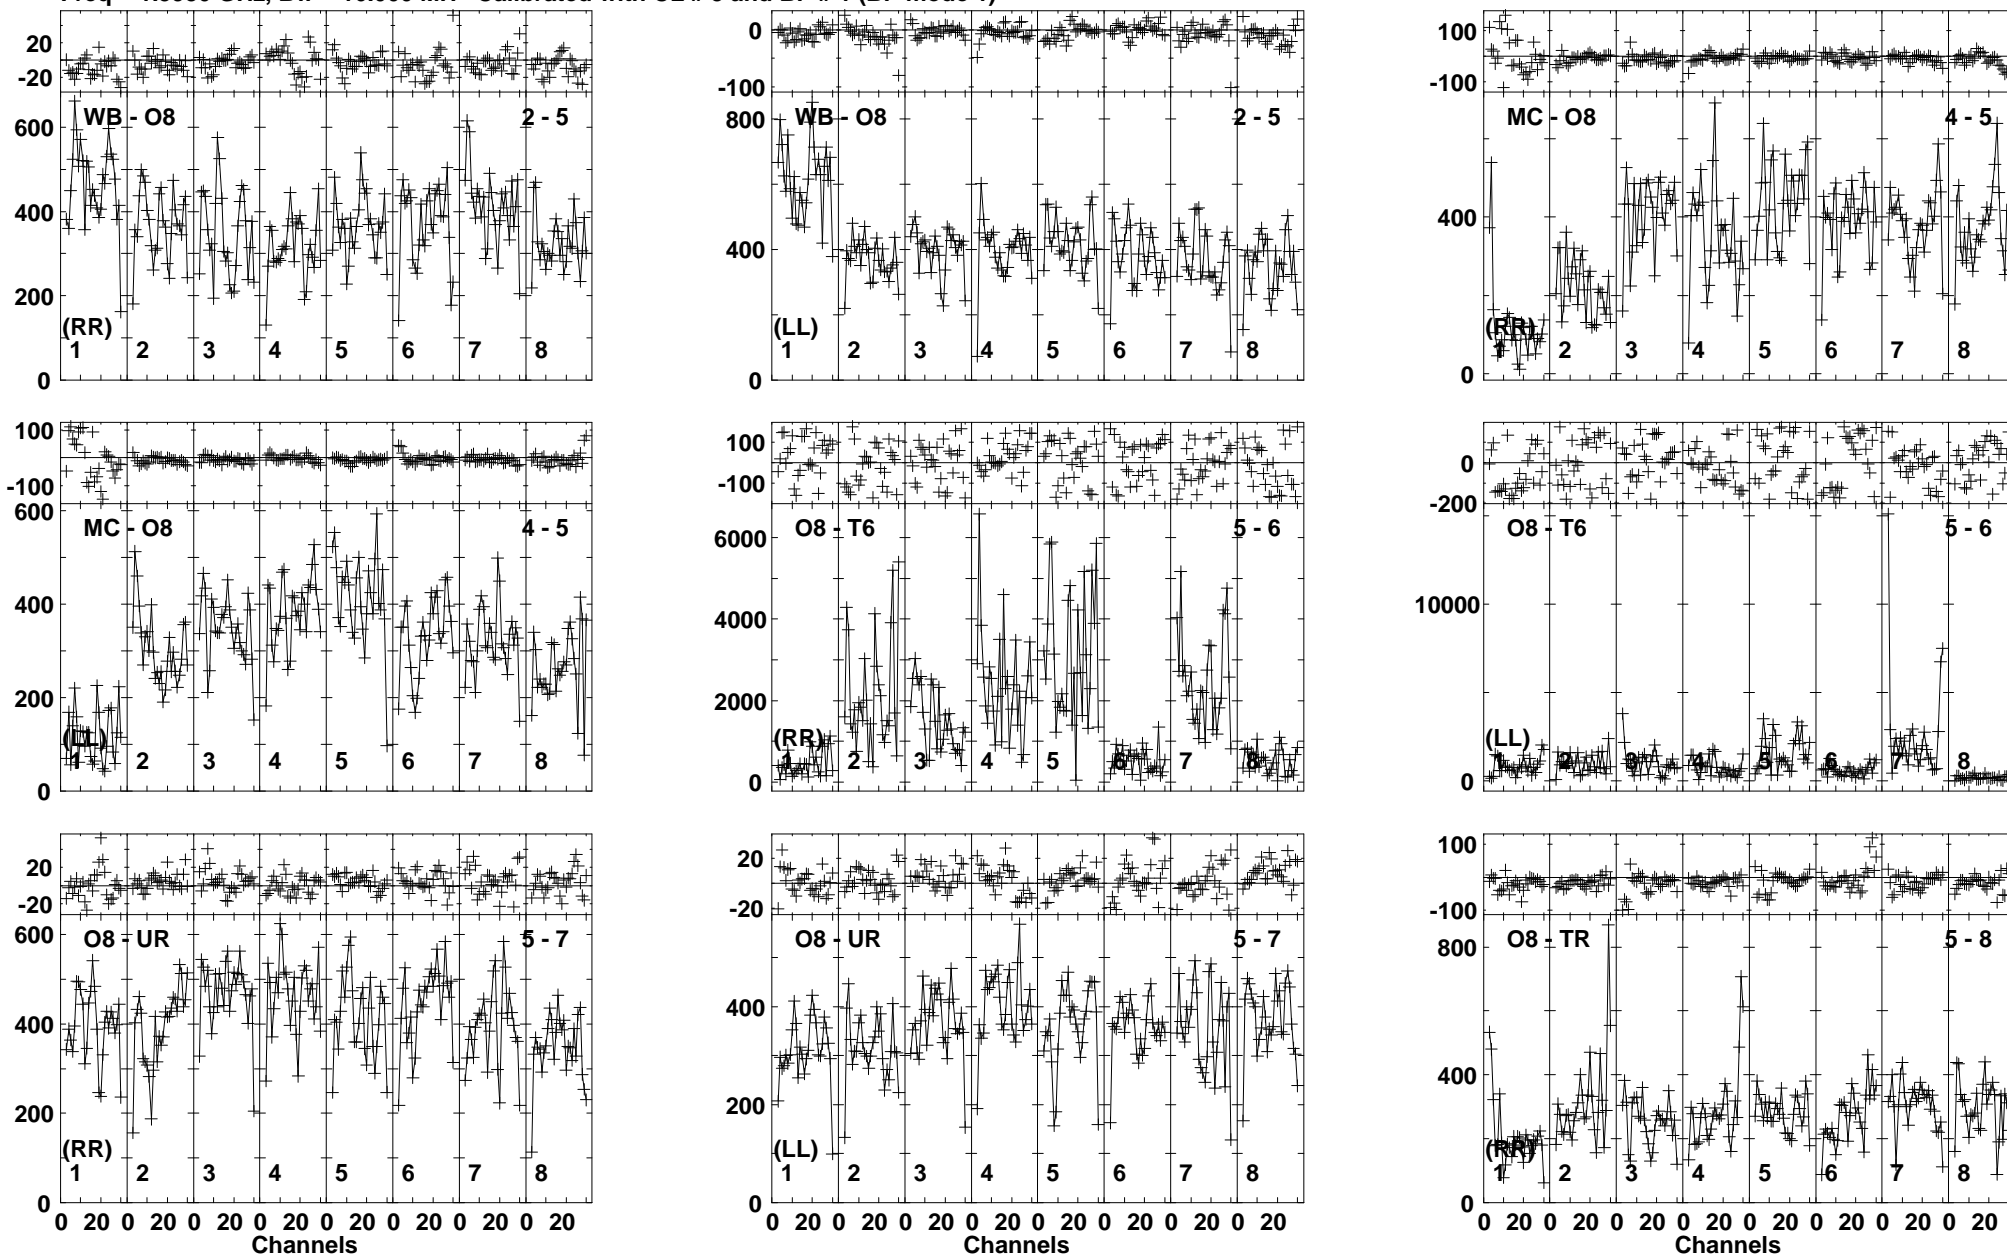 20 0 -20
WB - O8 2 - 5
600 400 200 0
(RR)
1 2 3 4 5 6 7 8
0 -100
WB - O8 2 - 5
800 400 0
(LL)
1 2 3 4 5 6 7 8
100 0 -100
MC - O8 4 - 5
400 0
(RR)
1 2 3 4 5 6 7 8
100 -100
MC - O8 4 - 5
600 400 200 0
(LL)
1 2 3 4 5 6 7 8
100 0 -100
O8 - T6 5 - 6
6000 4000 2000 0
(RR)
1 2 3 4 5 6 7 8
0 -200
O8 - T6 5 - 6
10000 0
(LL)
1 2 3 4 5 6 7 8
20 -20
O8 - UR 5 - 7
600 400 200 0
(RR)
1 2 3 4 5 6 7 8
0 20 0 20 0 20 0 20 0 20 0 20 0 20 0 20
Channels
20 -20
O8 - UR 5 - 7
400 200 0
(LL)
1 2 3 4 5 6 7 8
0 20 0 20 0 20 0 20 0 20 0 20 0 20 0 20
Channels
100 -100
O8 - TR 5 - 8
800 400 0
(RR)
1 2 3 4 5 6 7 8
0 20 0 20 0 20 0 20 0 20 0 20 0 20 0 20
Channels